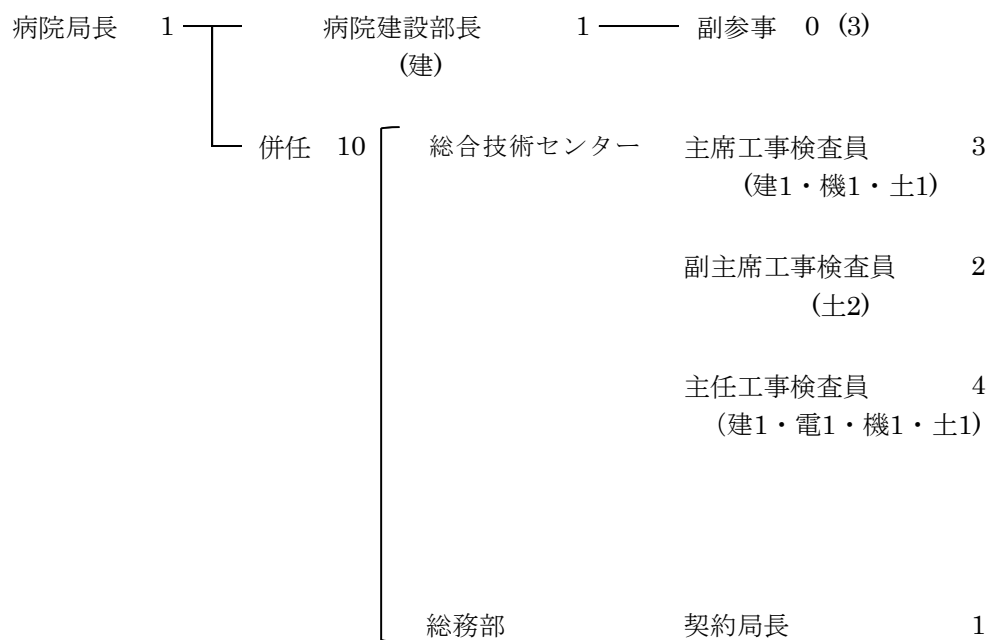 病院局長 1 病院建設部長 1 副参事 0 (3)
(建)
併任 10 総合技術センター 主席工事検査員 3
(建1・機1・土1)
副主席工事検査員 2
(土2)
主任工事検査員 4
(建1・電1・機1・土1)
総務部 契約局長 1